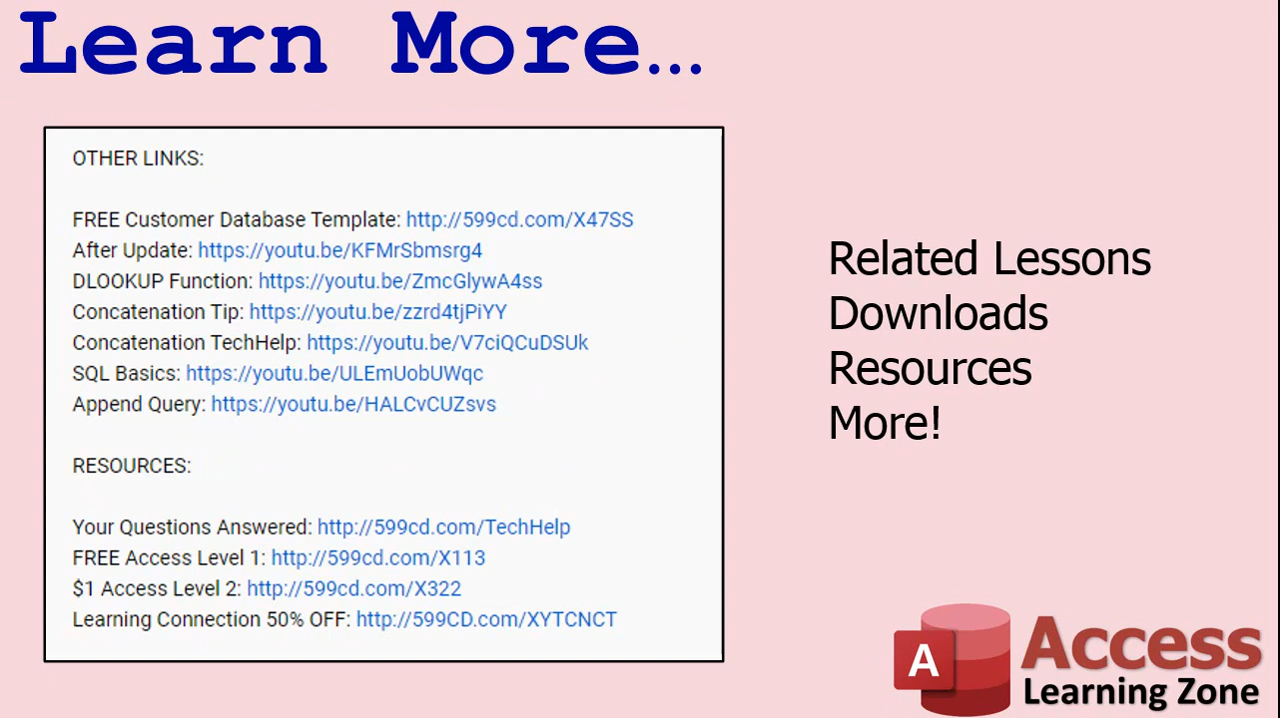 Learn More...
OTHER LINKS:
FREE Customer Database Template: http://599cd.com/X47SS
After Update: https://youtu.be/KFMrSbmsrg4
DLOOKUP Function: https://youtu.be/ZmcGlywA4ss
Concatenation Tip: https://youtu.be/zzrd4tjPiYY
Concatenation TechHelp: https://youtu.be/V7ciQCuDSUk
SQL Basics: https://youtu.be/ULEmUobUWqc
Append Query: https://youtu.be/HALCvCUZsvs
RESOURCES:
Your Questions Answered: http://599cd.com/TechHelp
FREE Access Level 1: http://599cd.com/X113
$1 Access Level 2: http://599cd.com/X322
Learning Connection 50% OFF: http://599CD.com/XYTCNCT
Related Lessons
Downloads
Resources
More!
A
Access
Learning Zone